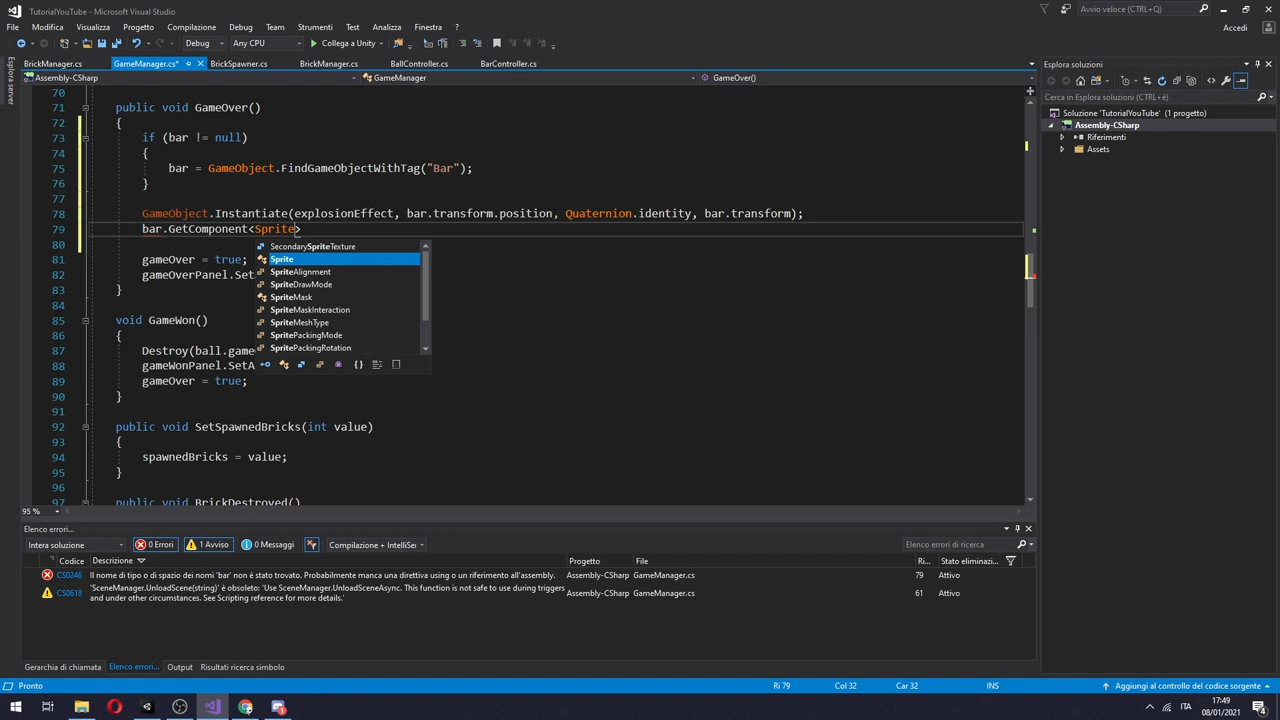 TutorialYouTube - Microsoft Visual Studio
Avvio veloce (CTRL+Q)
File Modifica Visualizza Progetto Compilazione Debug Team Strumenti Test Analizza Finestra ?
Accedi
Debug Any CPU Collega a Unity
Esplora server
BrickManager.cs GameManager.cs* BrickSpawner.cs BrickManager.cs BallController.cs BarController.cs
Assembly-CSharp GameManager GameOver()
70
71 public void GameOver()
72 {
73 if (bar != null)
74 {
75 bar = GameObject.FindGameObjectWithTag("Bar");
76 }
77
78 GameObject.Instantiate(explosionEffect, bar.transform.position, Quaternion.identity, bar.transform);
79 bar.GetComponent<Sprite>
80
81 gameOver = true;
82 gameOverPanel.Set
83 }
84
85 void GameWon()
86 {
87 Destroy(ball.game
88 gameWonPanel.SetA
89 gameOver = true;
90 }
91
92 public void SetSpawnedBricks(int value)
93 {
94 spawnedBricks = value;
95 }
96
97 public void BrickDestroyed()
SecondarySpriteTexture
Sprite
SpriteAlignment
SpriteDrawMode
SpriteMask
SpriteMaskInteraction
SpriteMeshType
SpritePackingMode
SpritePackingRotation
95 %
Esplora soluzioni
Cerca in Esplora soluzioni (CTRL+è)
Soluzione 'TutorialYouTube' (1 progetto)
Assembly-CSharp
Riferimenti
Assets
Elenco errori...
Intera soluzione 0 Errori 1 Avviso 0 Messaggi Compilazione + IntelliSe
Cerca in elenco errori
Codice Descrizione Progetto File Ri... Stato eliminazi...
CS0246 Il nome di tipo o di spazio dei nomi 'bar' non è stato trovato. Probabilmente manca una direttiva using o un riferimento all'assembly. Assembly-CSharp GameManager.cs 79 Attivo
CS0618 'SceneManager.UnloadScene(string)' è obsoleto: 'Use SceneManager.UnloadSceneAsync. This function is not safe to use during triggers and under other circumstances. See Scripting reference for more details.' Assembly-CSharp GameManager.cs 61 Attivo
Gerarchia di chiamata Elenco errori... Output Risultati ricerca simbolo
Pronto Ri 79 Col 32 Car 32 INS Aggiungi al controllo del codice sorgente
ITA
17:49
08/01/2021
4